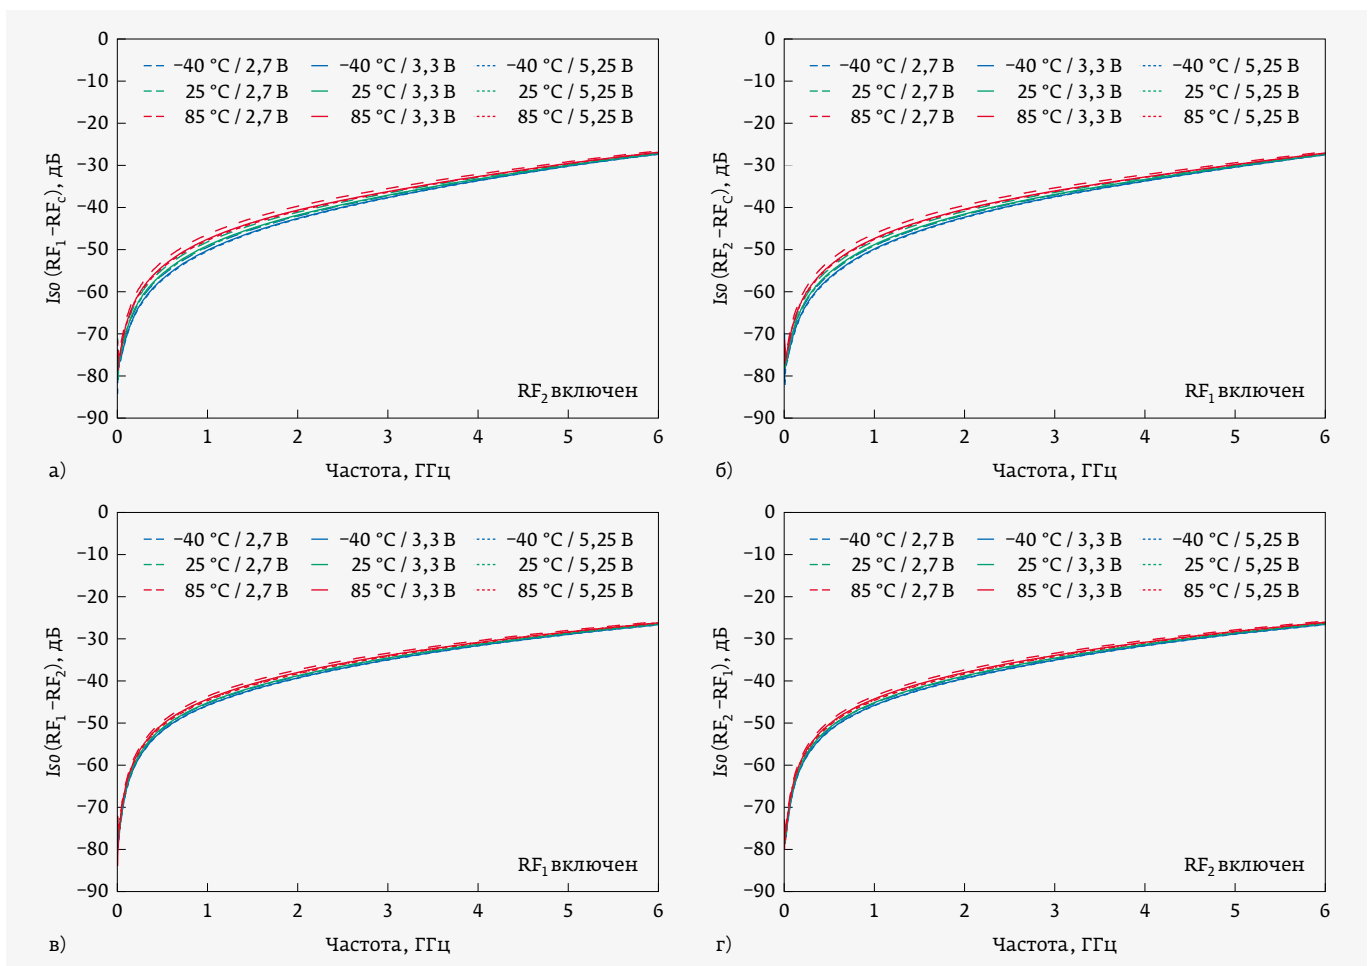 0
−10
−20
−30
−40
−50
−60
−70
−80
−90
Iso (RF1 −RFC), дБ
−40 °C / 2,7 В −40 °C / 3,3 В −40 °C / 5,25 В
25 °C / 2,7 В 25 °C / 3,3 В 25 °C / 5,25 В
85 °C / 2,7 В 85 °C / 3,3 В 85 °C / 5,25 В
RF2 включен
0 1 2 3 4 5 6
а) Частота, ГГц
0
−10
−20
−30
−40
−50
−60
−70
−80
−90
Iso (RF2 −RFC), дБ
−40 °C / 2,7 В −40 °C / 3,3 В −40 °C / 5,25 В
25 °C / 2,7 В 25 °C / 3,3 В 25 °C / 5,25 В
85 °C / 2,7 В 85 °C / 3,3 В 85 °C / 5,25 В
RF1 включен
0 1 2 3 4 5 6
б) Частота, ГГц
0
−10
−20
−30
−40
−50
−60
−70
−80
−90
Iso (RF1 −RF2), дБ
−40 °C / 2,7 В −40 °C / 3,3 В −40 °C / 5,25 В
25 °C / 2,7 В 25 °C / 3,3 В 25 °C / 5,25 В
85 °C / 2,7 В 85 °C / 3,3 В 85 °C / 5,25 В
RF1 включен
0 1 2 3 4 5 6
в) Частота, ГГц
0
−10
−20
−30
−40
−50
−60
−70
−80
−90
Iso (RF2 −RF1), дБ
−40 °C / 2,7 В −40 °C / 3,3 В −40 °C / 5,25 В
25 °C / 2,7 В 25 °C / 3,3 В 25 °C / 5,25 В
85 °C / 2,7 В 85 °C / 3,3 В 85 °C / 5,25 В
RF2 включен
0 1 2 3 4 5 6
г) Частота, ГГц